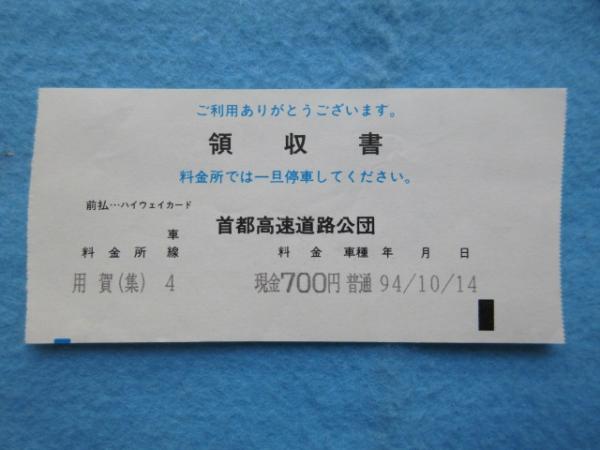 ご利用ありがとうございます。
領収書
料金所では一旦停車してください。
前払…ハイウェイカード
首都高速道路公団
料金所 車線 料金 車種 年 月 日
用賀(集) 4 現金700円 普通 94/10/14